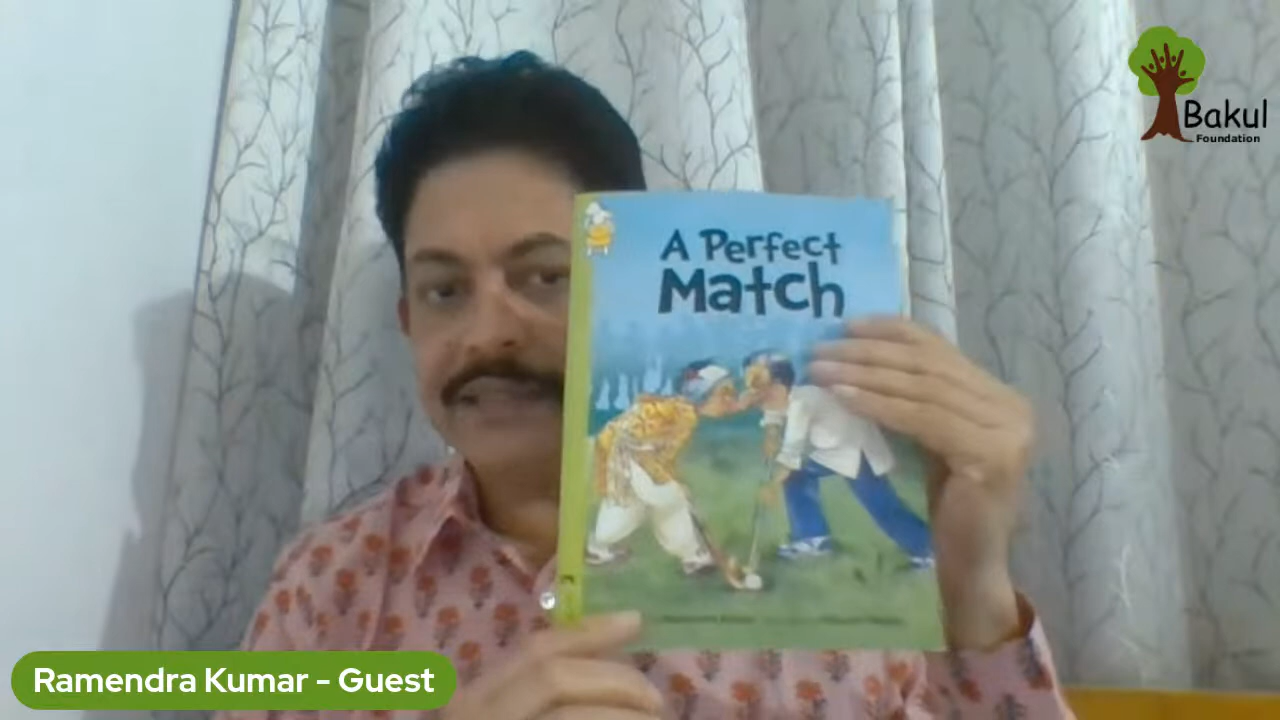 Bakul
Foundation
A Perfect
Match
Ramendra Kumar - Guest